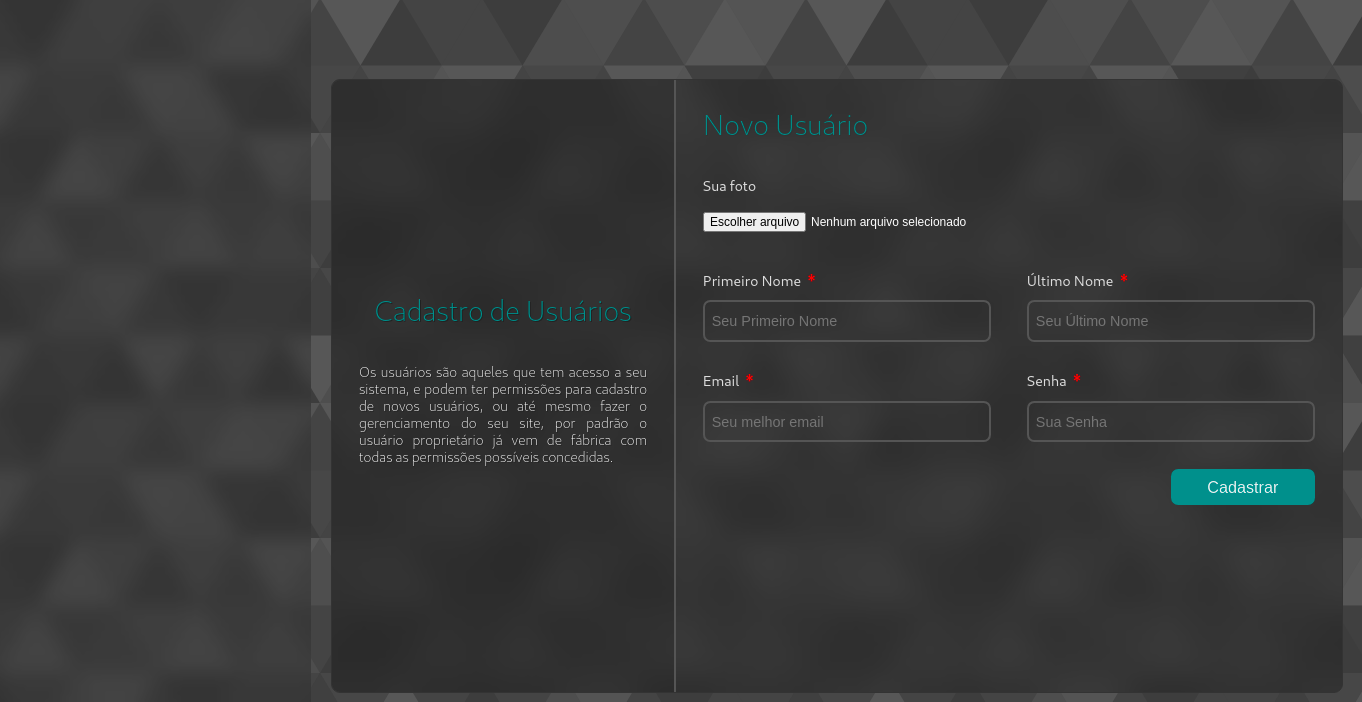 Cadastro de Usuários
Os usuários são aqueles que tem acesso a seu
sistema, e podem ter permissões para cadastro
de novos usuários, ou até mesmo fazer o
gerenciamento do seu site, por padrão o
usuário proprietário já vem de fábrica com
todas as permissões possíveis concedidas.
Novo Usuário
Sua foto
Escolher arquivo Nenhum arquivo selecionado
Primeiro Nome * Último Nome *
Seu Primeiro Nome Seu Último Nome
Email * Senha *
Seu melhor email Sua Senha
Cadastrar